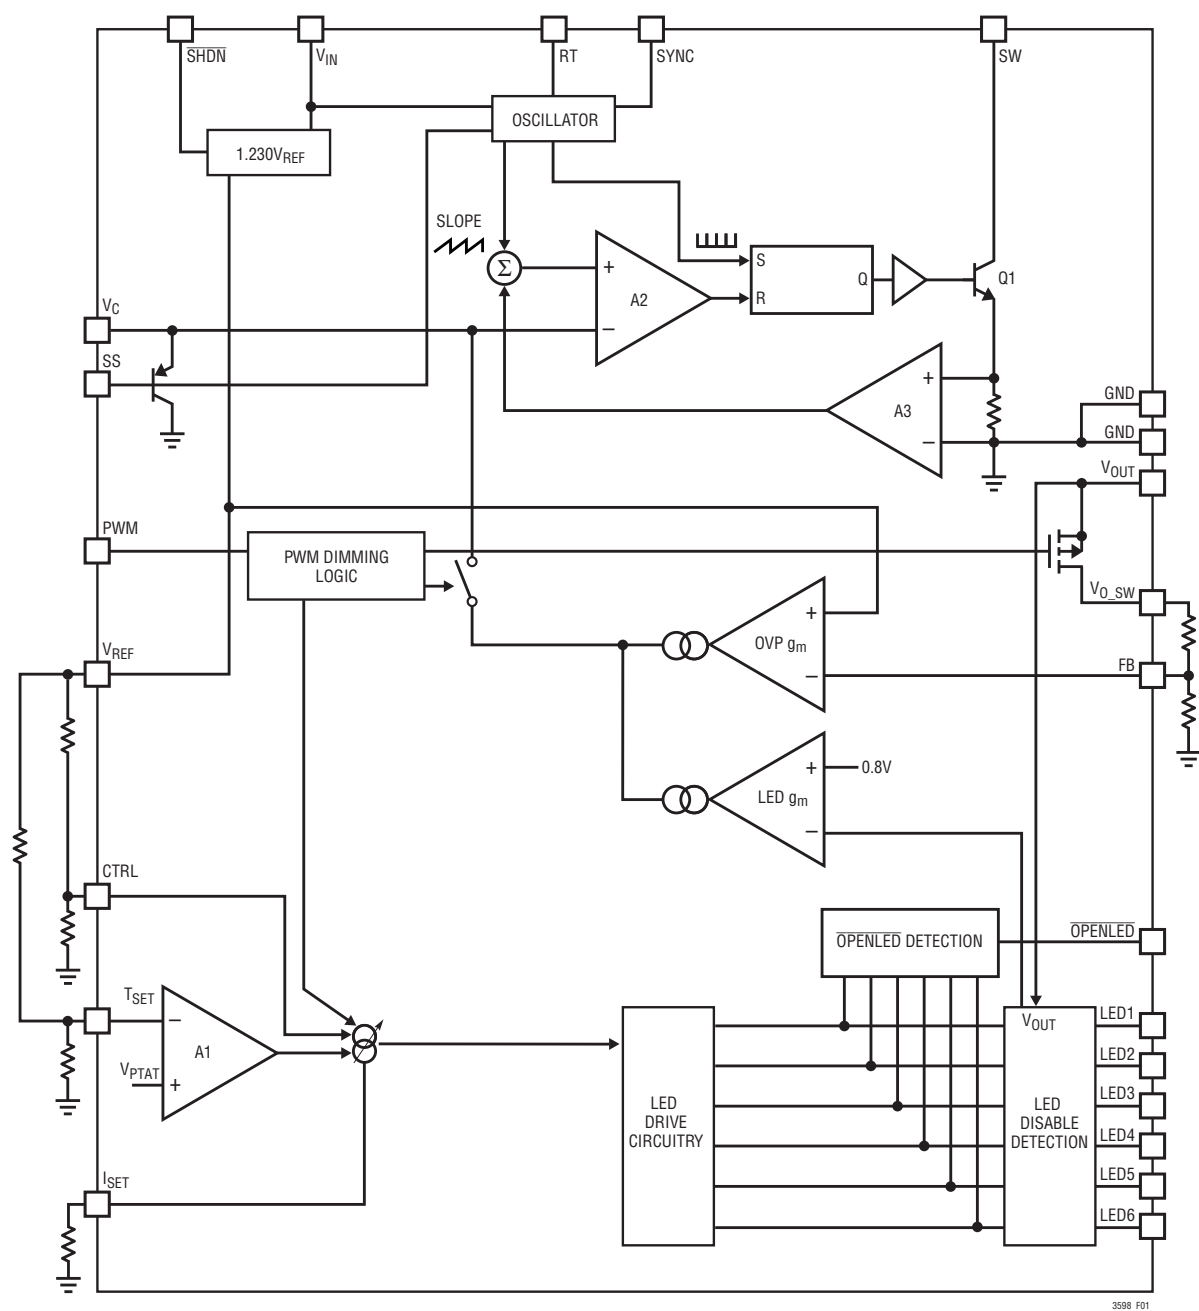 SHDN
VIN
RT
SYNC
SW
OSCILLATOR
1.230VREF
SLOPE
Σ
+
−
A2
S
R
Q
Q1
VC
SS
+
−
A3
GND
GND
VOUT
PWM
PWM DIMMING
LOGIC
VO_SW
+
−
OVP gm
VREF
FB
+
−
LED gm
0.8V
CTRL
OPENLED DETECTION
OPENLED
TSET
−
+
A1
VPTAT
VOUT
LED1
LED2
LED3
LED4
LED5
LED6
LED
DRIVE
CIRCUITRY
LED
DISABLE
DETECTION
ISET
3598 F01